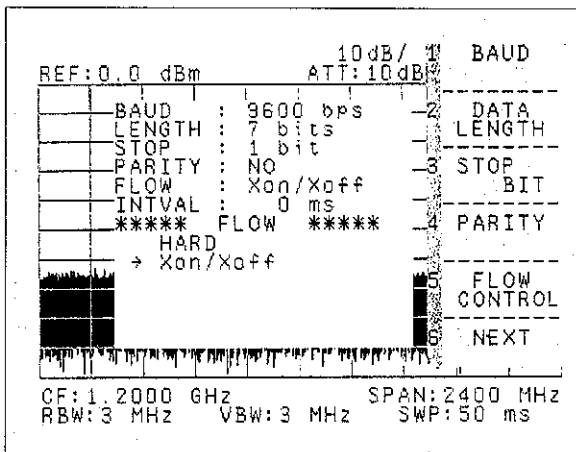 10dB/
REF:0.0 dBm ATT:10dB
BAUD : 9600 bps
LENGTH : 7 bits
STOP : 1 bit
PARITY : NO
FLOW : Xon/Xoff
INTVAL : 0 ms
***** FLOW *****
HARD
→ Xon/Xoff
CF:1.2000 GHz SPAN:2400 MHz
RBW:3 MHz VBW:3 MHz SWP:50 ms
1 BAUD
2 DATA
LENGTH
3 STOP
BIT
4 PARITY
5 FLOW
CONTROL
6 NEXT